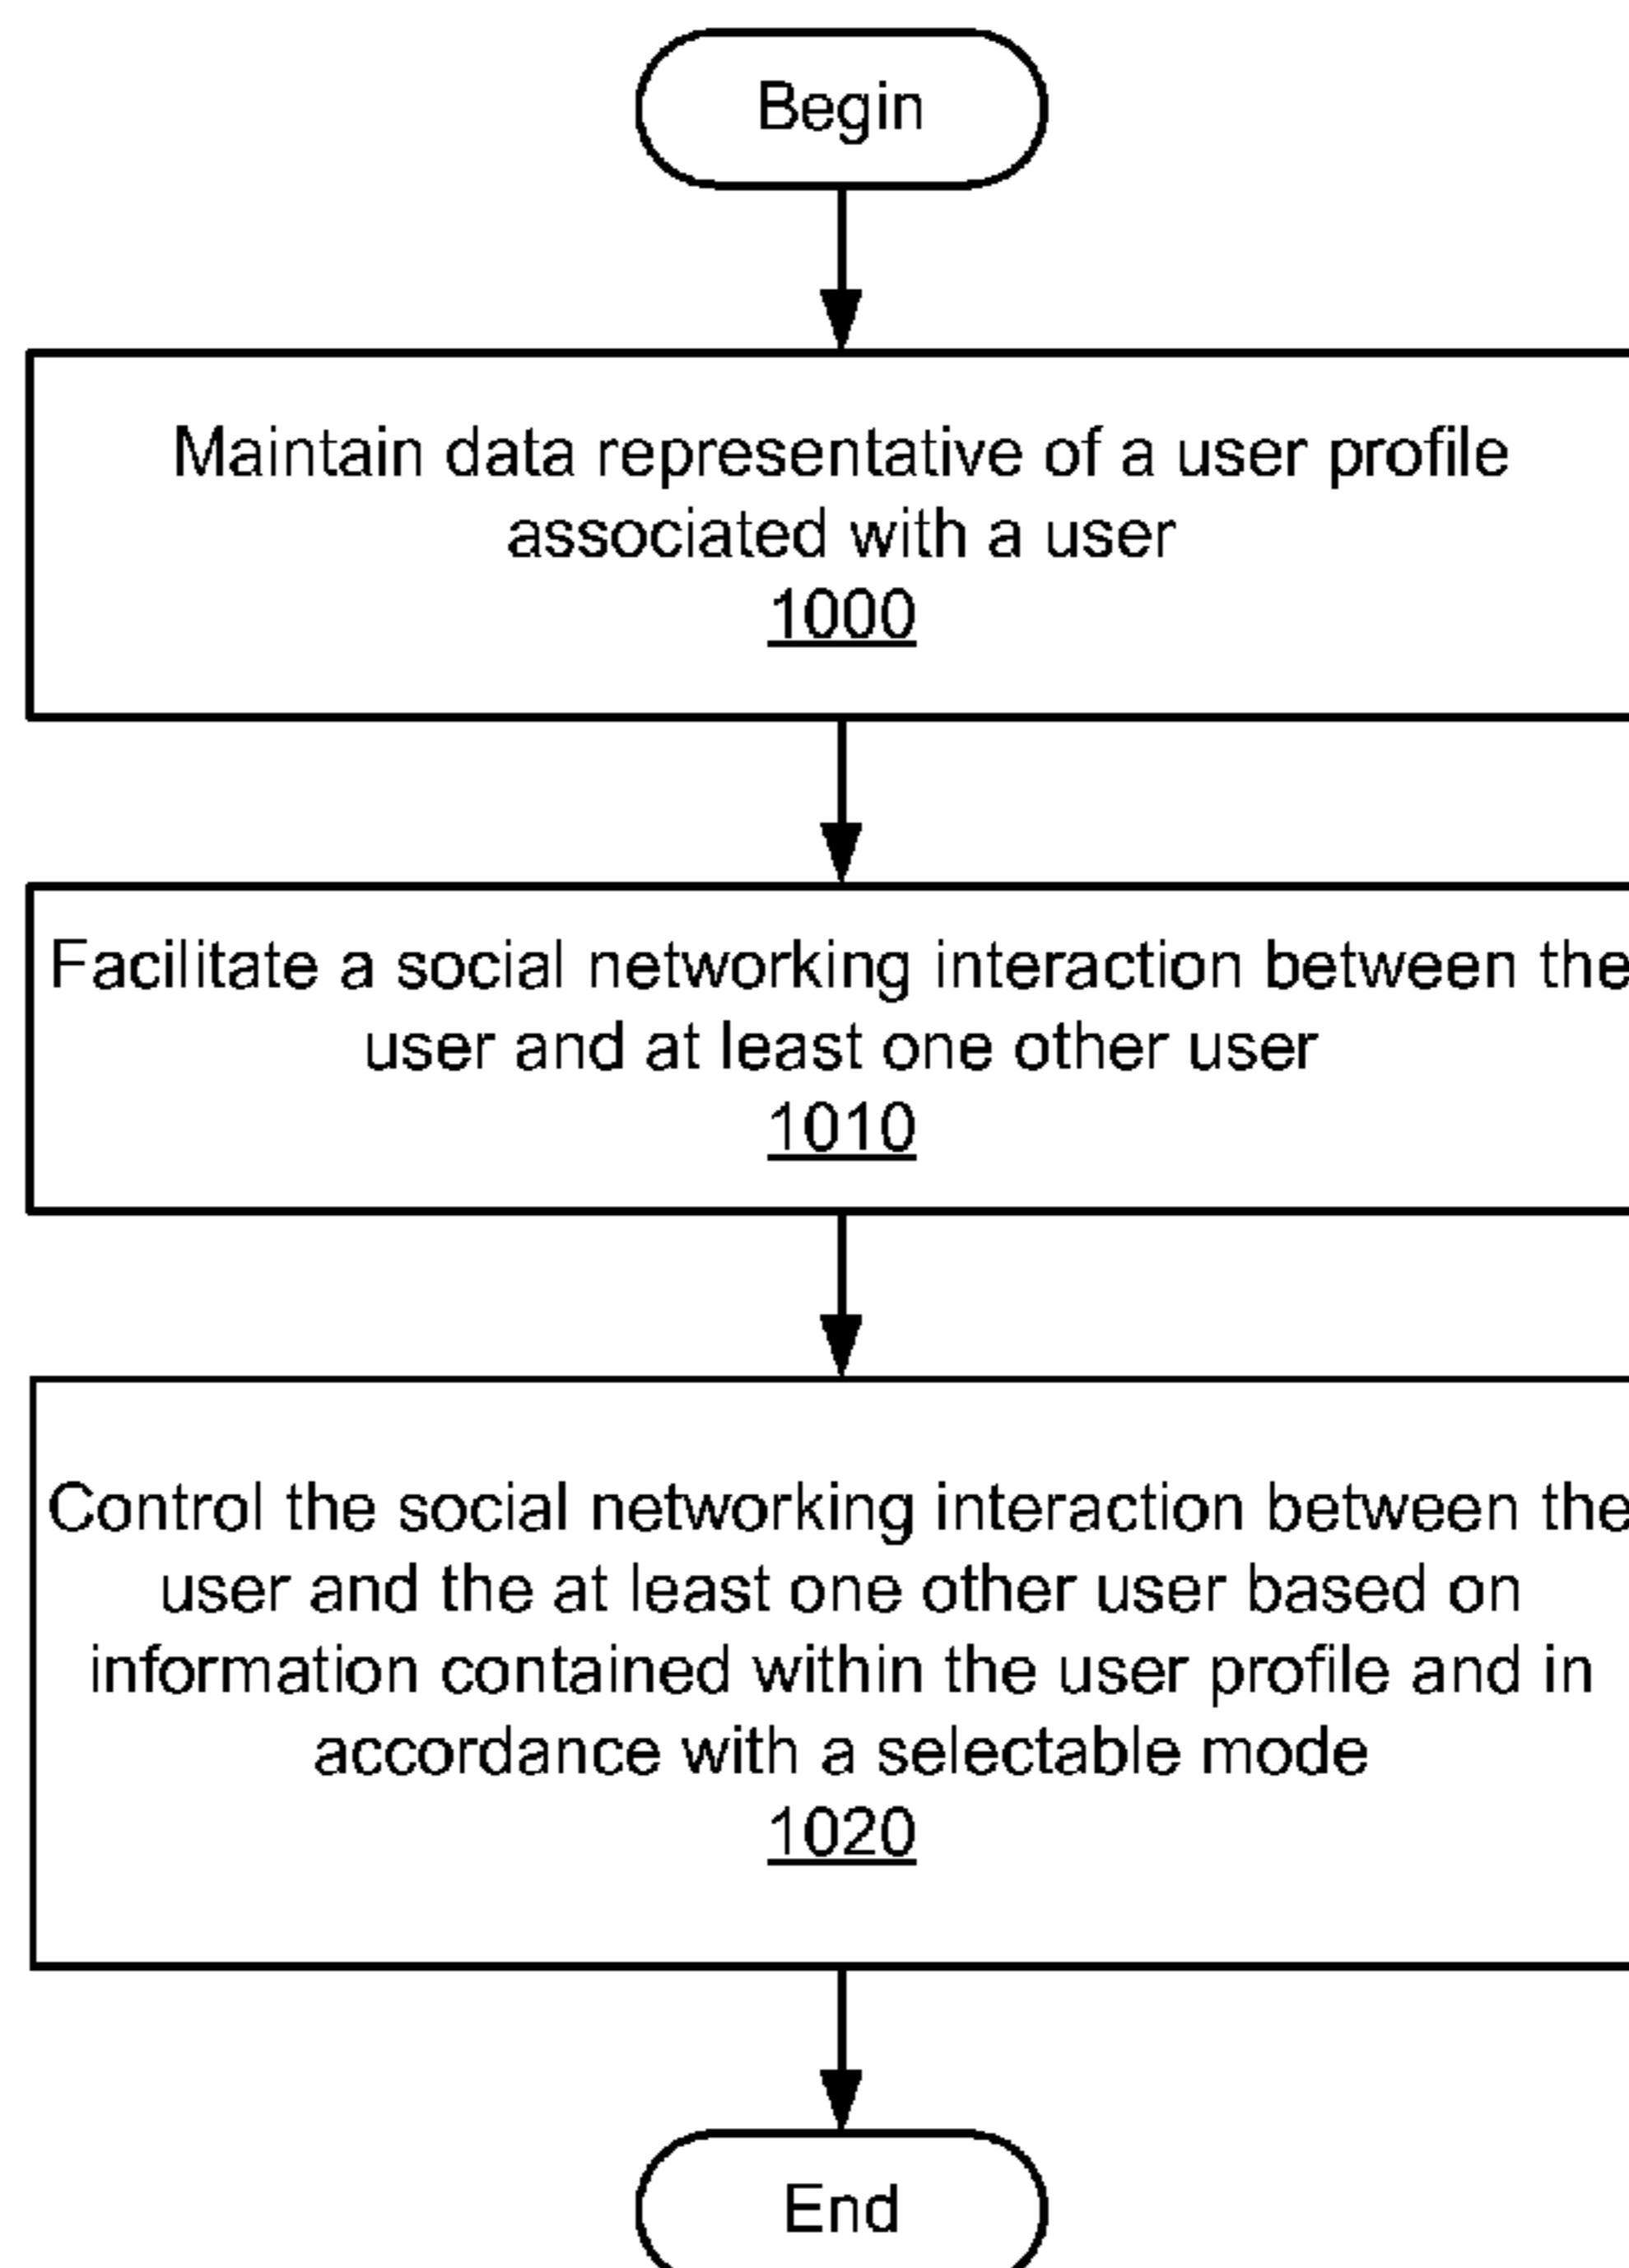 Begin
Maintain data representative of a user profile
associated with a user
1000
Facilitate a social networking interaction between the
user and at least one other user
1010
Control the social networking interaction between the
user and the at least one other user based on
information contained within the user profile and in
accordance with a selectable mode
1020
End